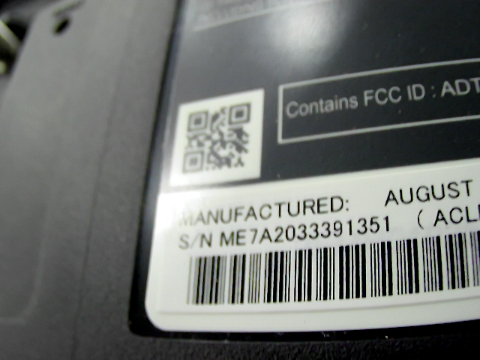 Contains FCC ID : ADT
MANUFACTURED: AUGUST
S/N ME7A2033391351 ( ACL